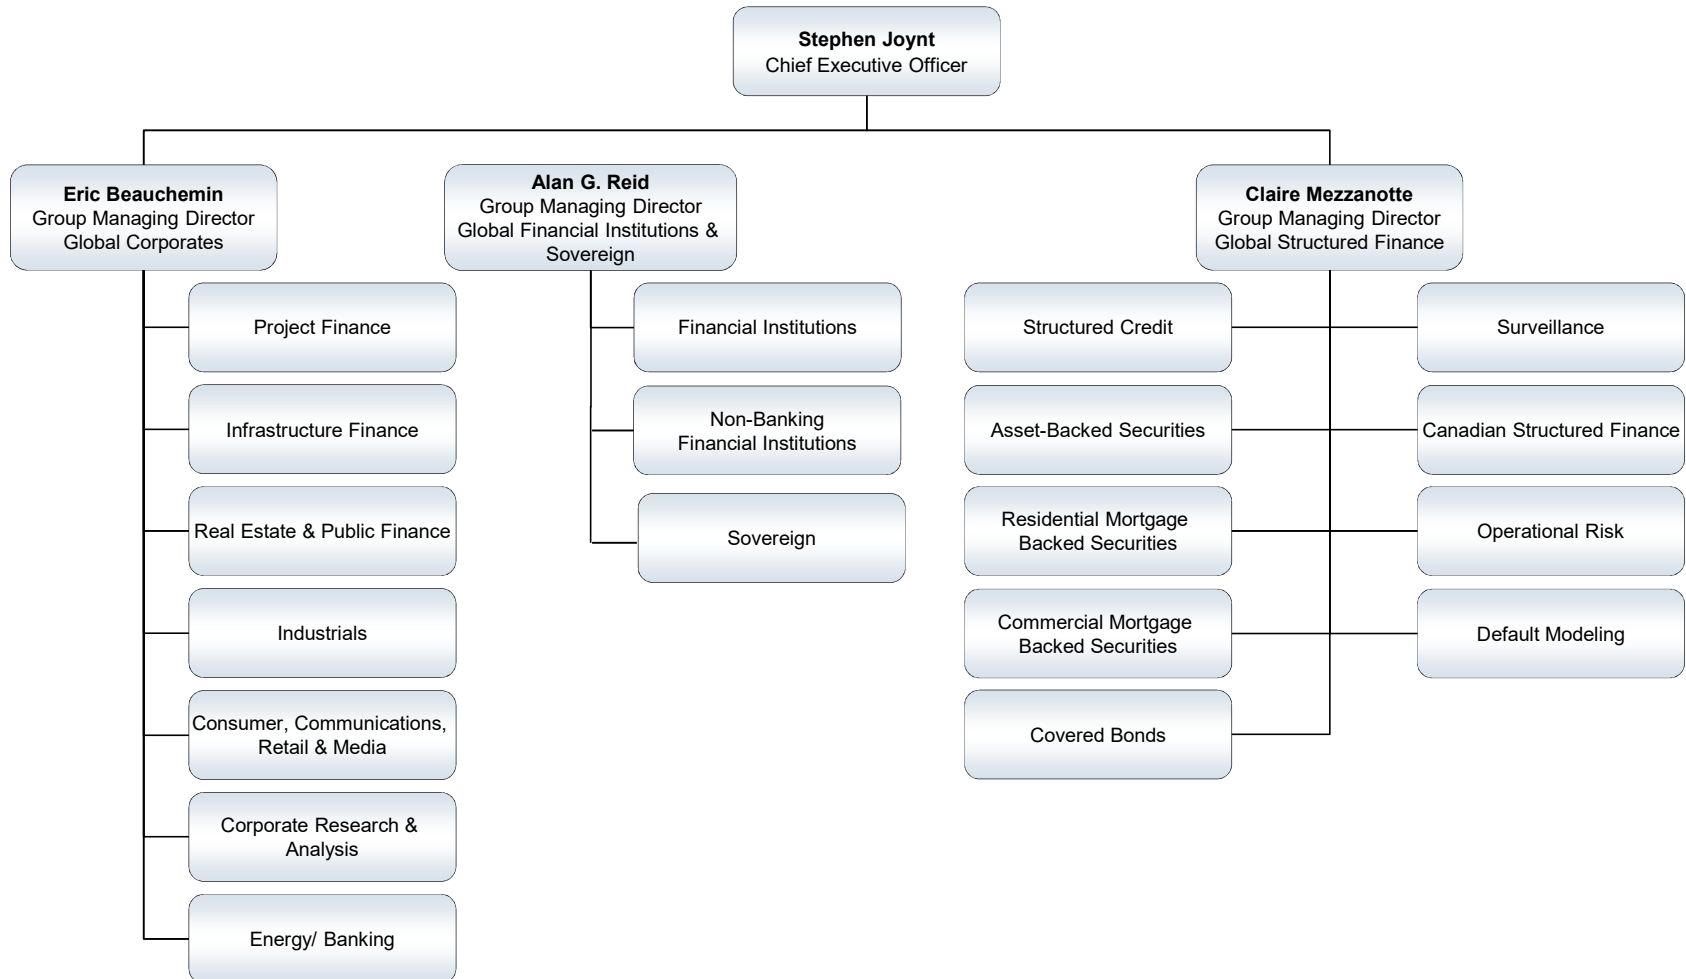 Stephen Joynt
Chief Executive Officer
Eric Beauchemin
Group Managing Director
Global Corporates
Alan G. Reid
Group Managing Director
Global Financial Institutions &
Sovereign
Claire Mezzanotte
Group Managing Director
Global Structured Finance
Project Finance
Infrastructure Finance
Real Estate & Public Finance
Industrials
Consumer, Communications,
Retail & Media
Corporate Research &
Analysis
Energy/ Banking
Financial Institutions
Non-Banking
Financial Institutions
Sovereign
Structured Credit
Asset-Backed Securities
Residential Mortgage
Backed Securities
Commercial Mortgage
Backed Securities
Covered Bonds
Surveillance
Canadian Structured Finance
Operational Risk
Default Modeling